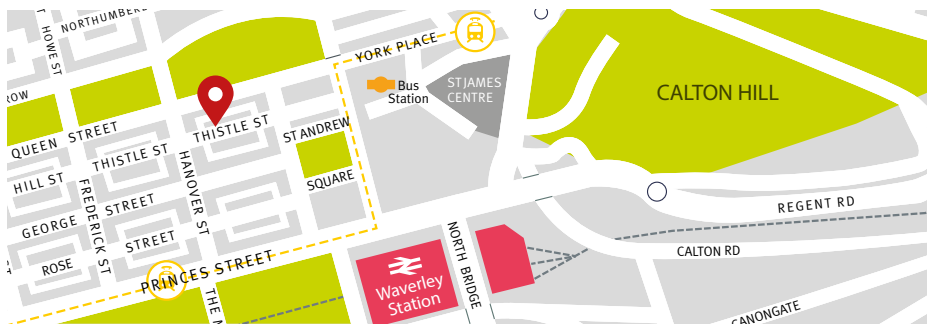 HOWE ST
NORTHUMBERL
YORK PLACE
Bus
Station
ST JAMES
CENTRE
CALTON HILL
ROW
QUEEN STREET
THISTLE ST
THISTLE ST
ST ANDREW
SQUARE
HILL ST
HANOVER ST
FREDERICK ST
GEORGE STREET
ROSE STREET
PRINCES STREET
THE
Waverley
Station
NORTH BRIDGE
REGENT RD
CALTON RD
CANONGATE